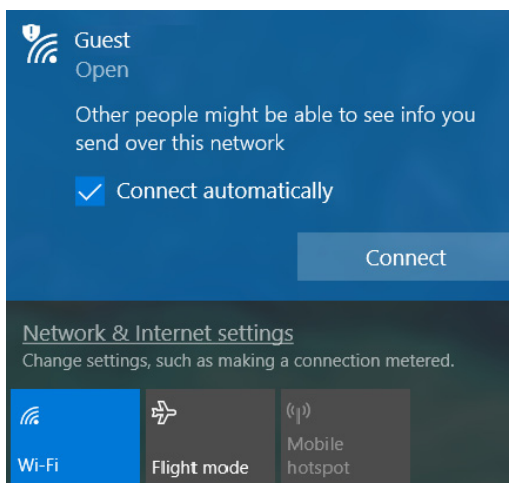 Guest
Open
Other people might be able to see info you
send over this network
Connect automatically
Connect
Network & Internet settings
Change settings, such as making a connection metered.
Wi-Fi
Flight mode
Mobile
hotspot